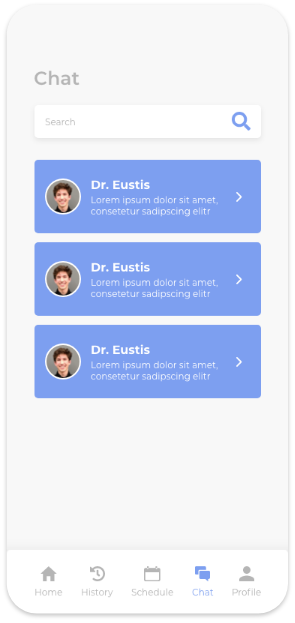 Chat
Search
Dr. Eustis
Lorem ipsum dolor sit amet,
consetetur sadipscing elitr
Dr. Eustis
Lorem ipsum dolor sit amet,
consetetur sadipscing elitr
Dr. Eustis
Lorem ipsum dolor sit amet,
consetetur sadipscing elitr
Home History Schedule Chat Profile